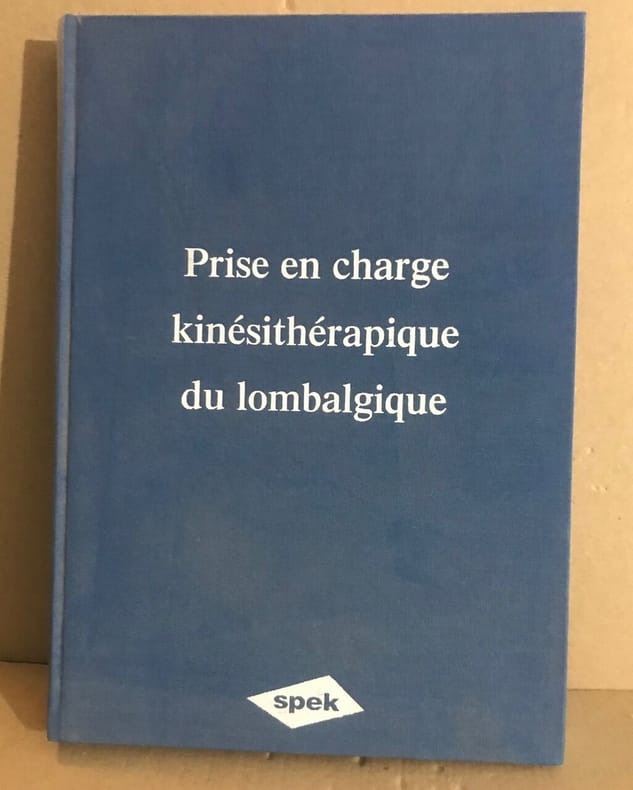 Prise en charge
kinésithérapique
du lombalgique
spek